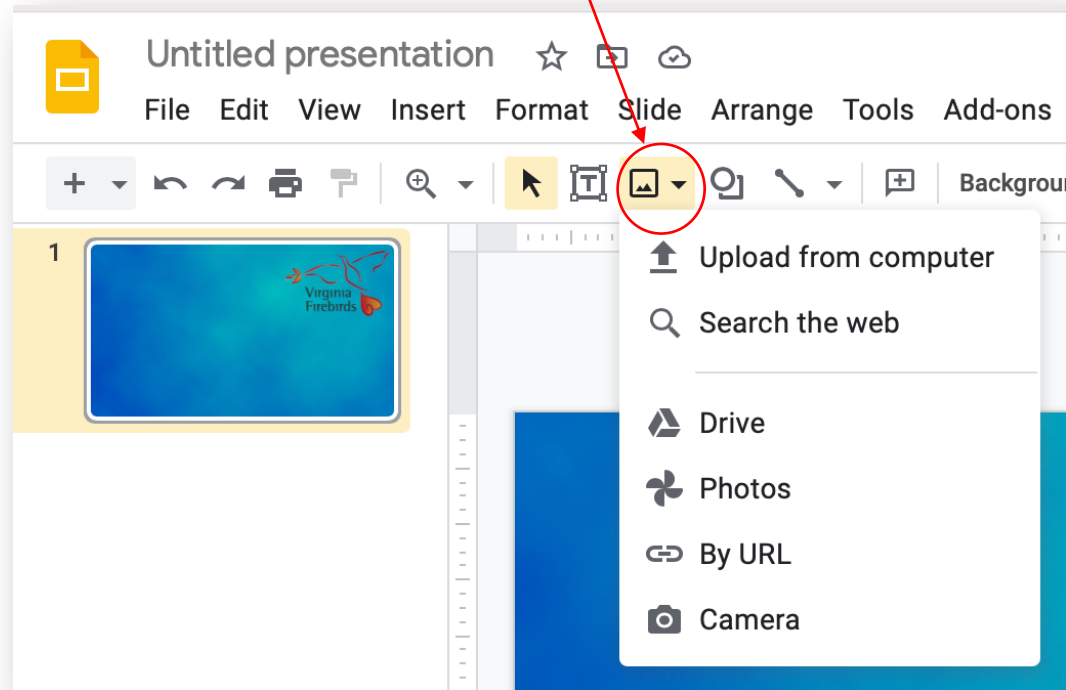 Untitled presentation
File Edit View Insert Format Slide Arrange Tools Add-ons
Backgrou
1
Virginia
Firebirds
Upload from computer
Search the web
Drive
Photos
By URL
Camera